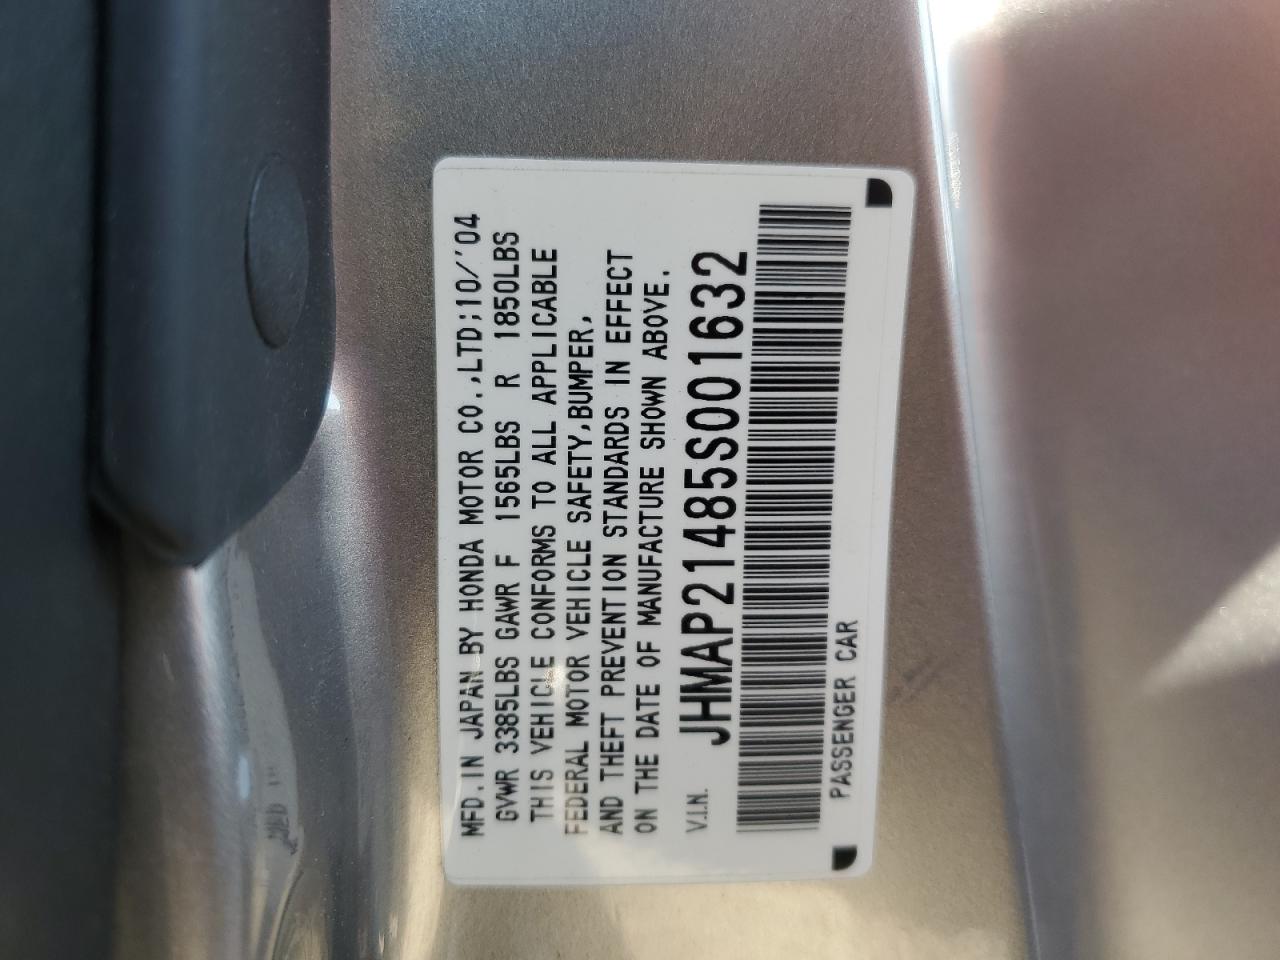 MFD.IN JAPAN BY HONDA MOTOR CO.,LTD;10/'04
GVWR 3385LBS GAWR F 1565LBS R 1850LBS
THIS VEHICLE CONFORMS TO ALL APPLICABLE
FEDERAL MOTOR VEHICLE SAFETY,BUMPER,
AND THEFT PREVENTION STANDARDS IN EFFECT
ON THE DATE OF MANUFACTURE SHOWN ABOVE.
V.I.N. JHMAP21485S001632
PASSENGER CAR